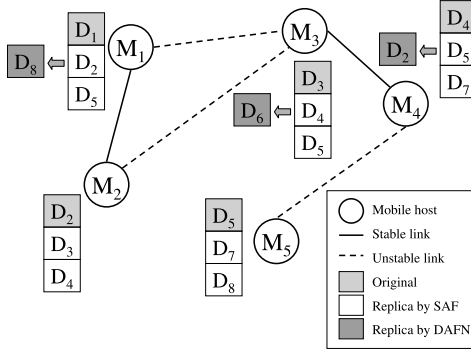 D1
D8
D2
D5
M1
M3
D4
D2
D5
D7
D3
D6
D4
D5
M4
M2
D2
D3
D4
D5
D7
D8
M5
Mobile host
Stable link
Unstable link
Original
Replica by SAF
Replica by DAFN